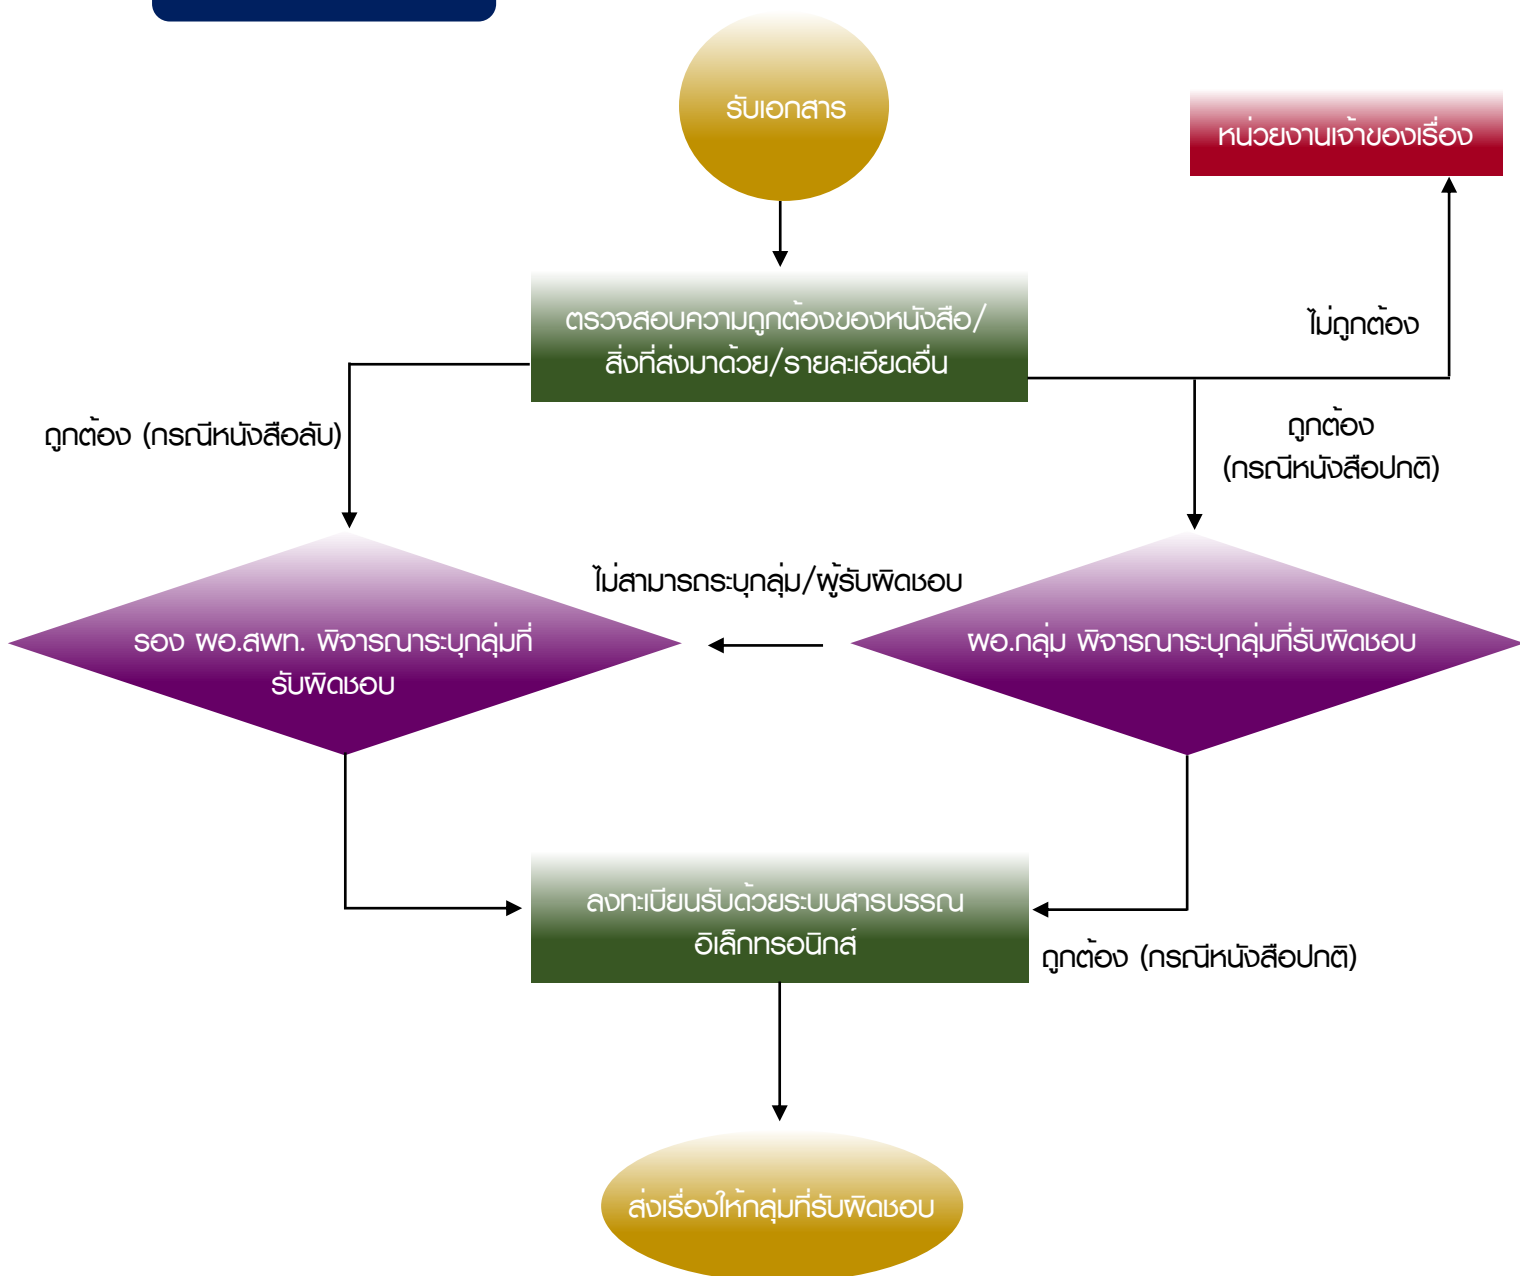 รับเอกสาร
หน่วยงานเจ้าของเรื่อง
ตรวจสอบความถูกต้องของหนังสือ/
สิ่งที่ส่งมาด้วย/รายละเอียดอื่น
ไม่ถูกต้อง
ถูกต้อง (กรณีหนังสือลับ)
ถูกต้อง
(กรณีหนังสือปกติ)
ไม่สามารถระบุกลุ่ม/ผู้รับผิดชอบ
รอง ผอ.สพท. พิจารณาระบุกลุ่มที่
รับผิดชอบ
ผอ.กลุ่ม พิจารณาระบุกลุ่มที่รับผิดชอบ
ลงทะเบียนรับด้วยระบบสารบรรณ
อิเล็กทรอนิกส์
ถูกต้อง (กรณีหนังสือปกติ)
ส่งเรื่องให้กลุ่มที่รับผิดชอบ